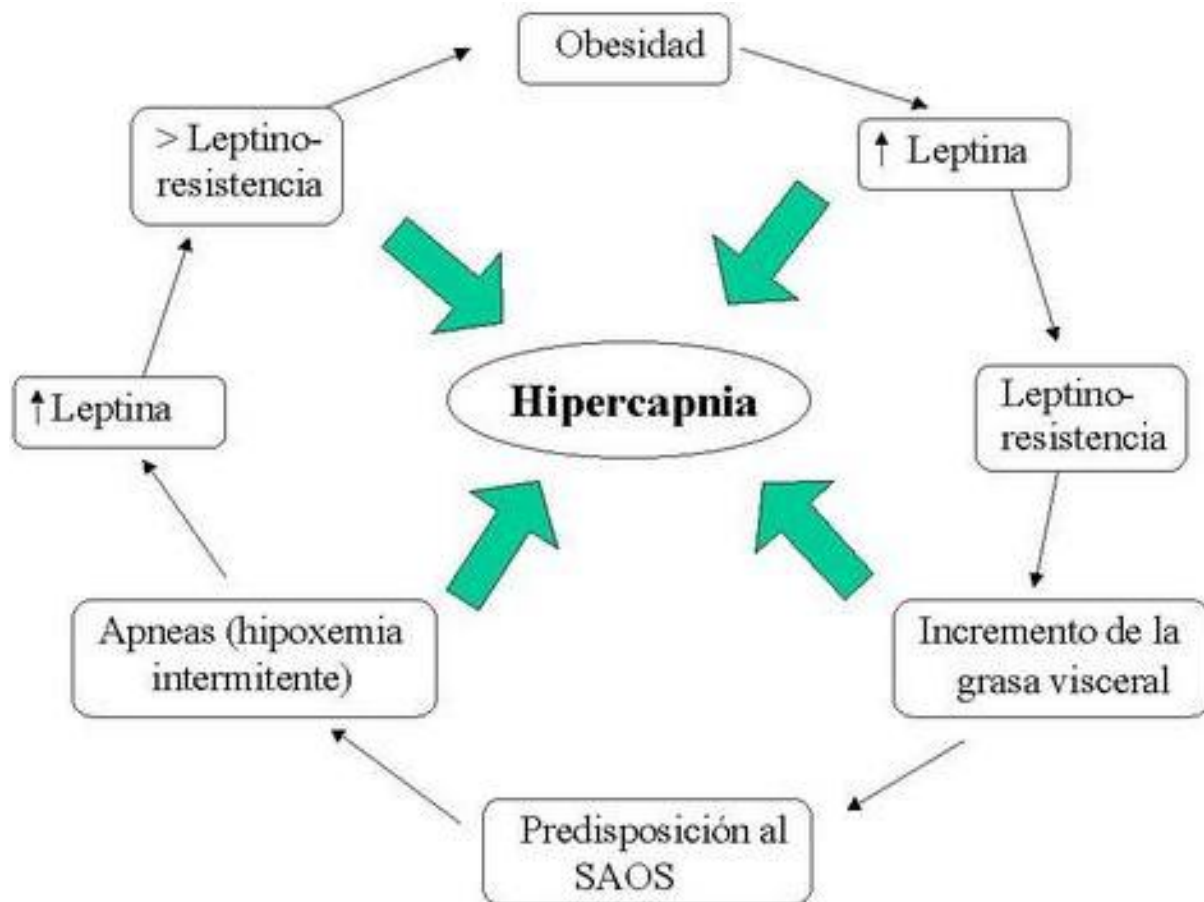 Obesidad
↑ Leptina
Leptino-
resistencia
Incremento de la
grasa visceral
Predisposición al
SAOS
Apneas (hipoxemia
intermitente)
↑Leptina
> Leptino-
resistencia
Hipercapnia